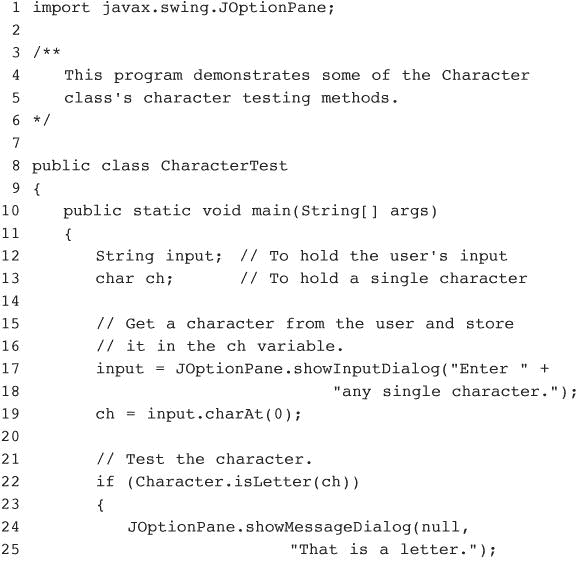 1 import javax.swing.JOptionPane;
2
3 /**
4    This program demonstrates some of the Character
5    class's character testing methods.
6 */
7
8 public class CharacterTest
9 {
10    public static void main(String[] args)
11    {
12       String input;  // To hold the user's input
13       char ch;       // To hold a single character
14
15       // Get a character from the user and store
16       // it in the ch variable.
17       input = JOptionPane.showInputDialog("Enter " +
18                              "any single character.");
19       ch = input.charAt(0);
20
21       // Test the character.
22       if (Character.isLetter(ch))
23       {
24          JOptionPane.showMessageDialog(null,
25                         "That is a letter.");